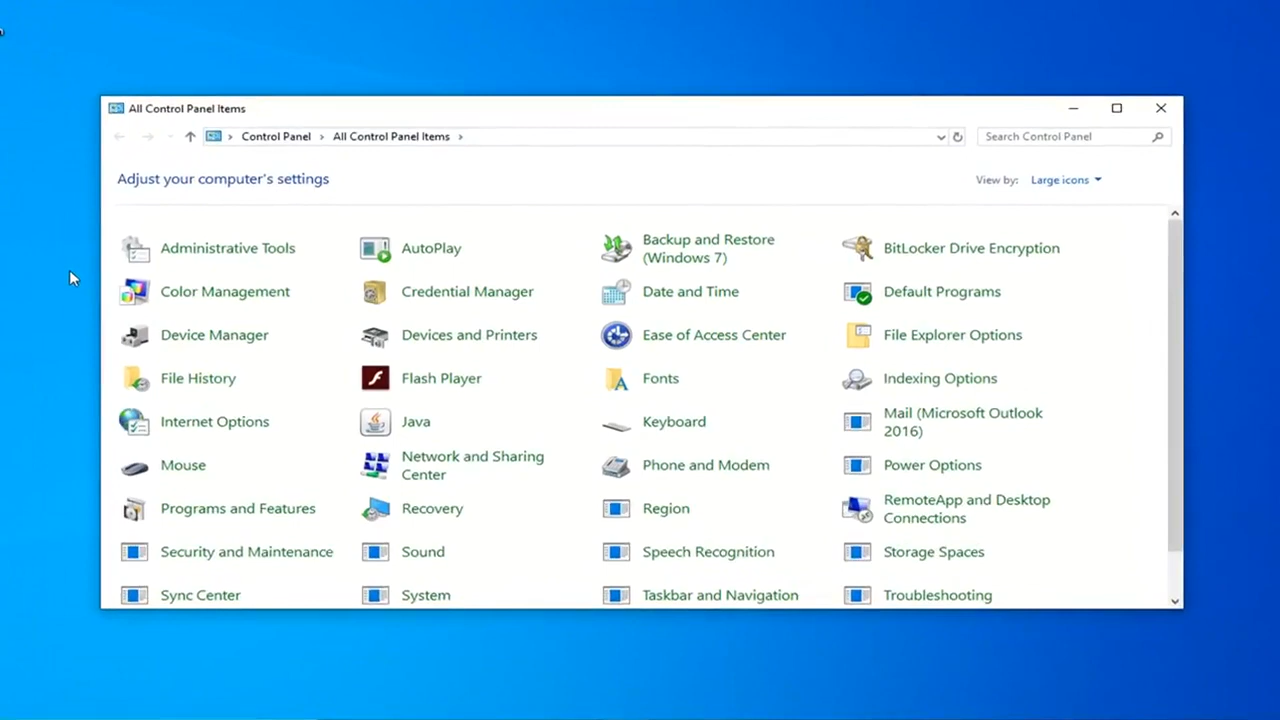 All Control Panel Items
Control Panel > All Control Panel Items >
Search Control Panel
Adjust your computer's settings
View by: Large icons
Administrative Tools
AutoPlay
Backup and Restore
(Windows 7)
BitLocker Drive Encryption
Color Management
Credential Manager
Date and Time
Default Programs
Device Manager
Devices and Printers
Ease of Access Center
File Explorer Options
File History
Flash Player
Fonts
Indexing Options
Internet Options
Java
Keyboard
Mail (Microsoft Outlook
2016)
Mouse
Network and Sharing
Center
Phone and Modem
Power Options
Programs and Features
Recovery
Region
RemoteApp and Desktop
Connections
Security and Maintenance
Sound
Speech Recognition
Storage Spaces
Sync Center
System
Taskbar and Navigation
Troubleshooting